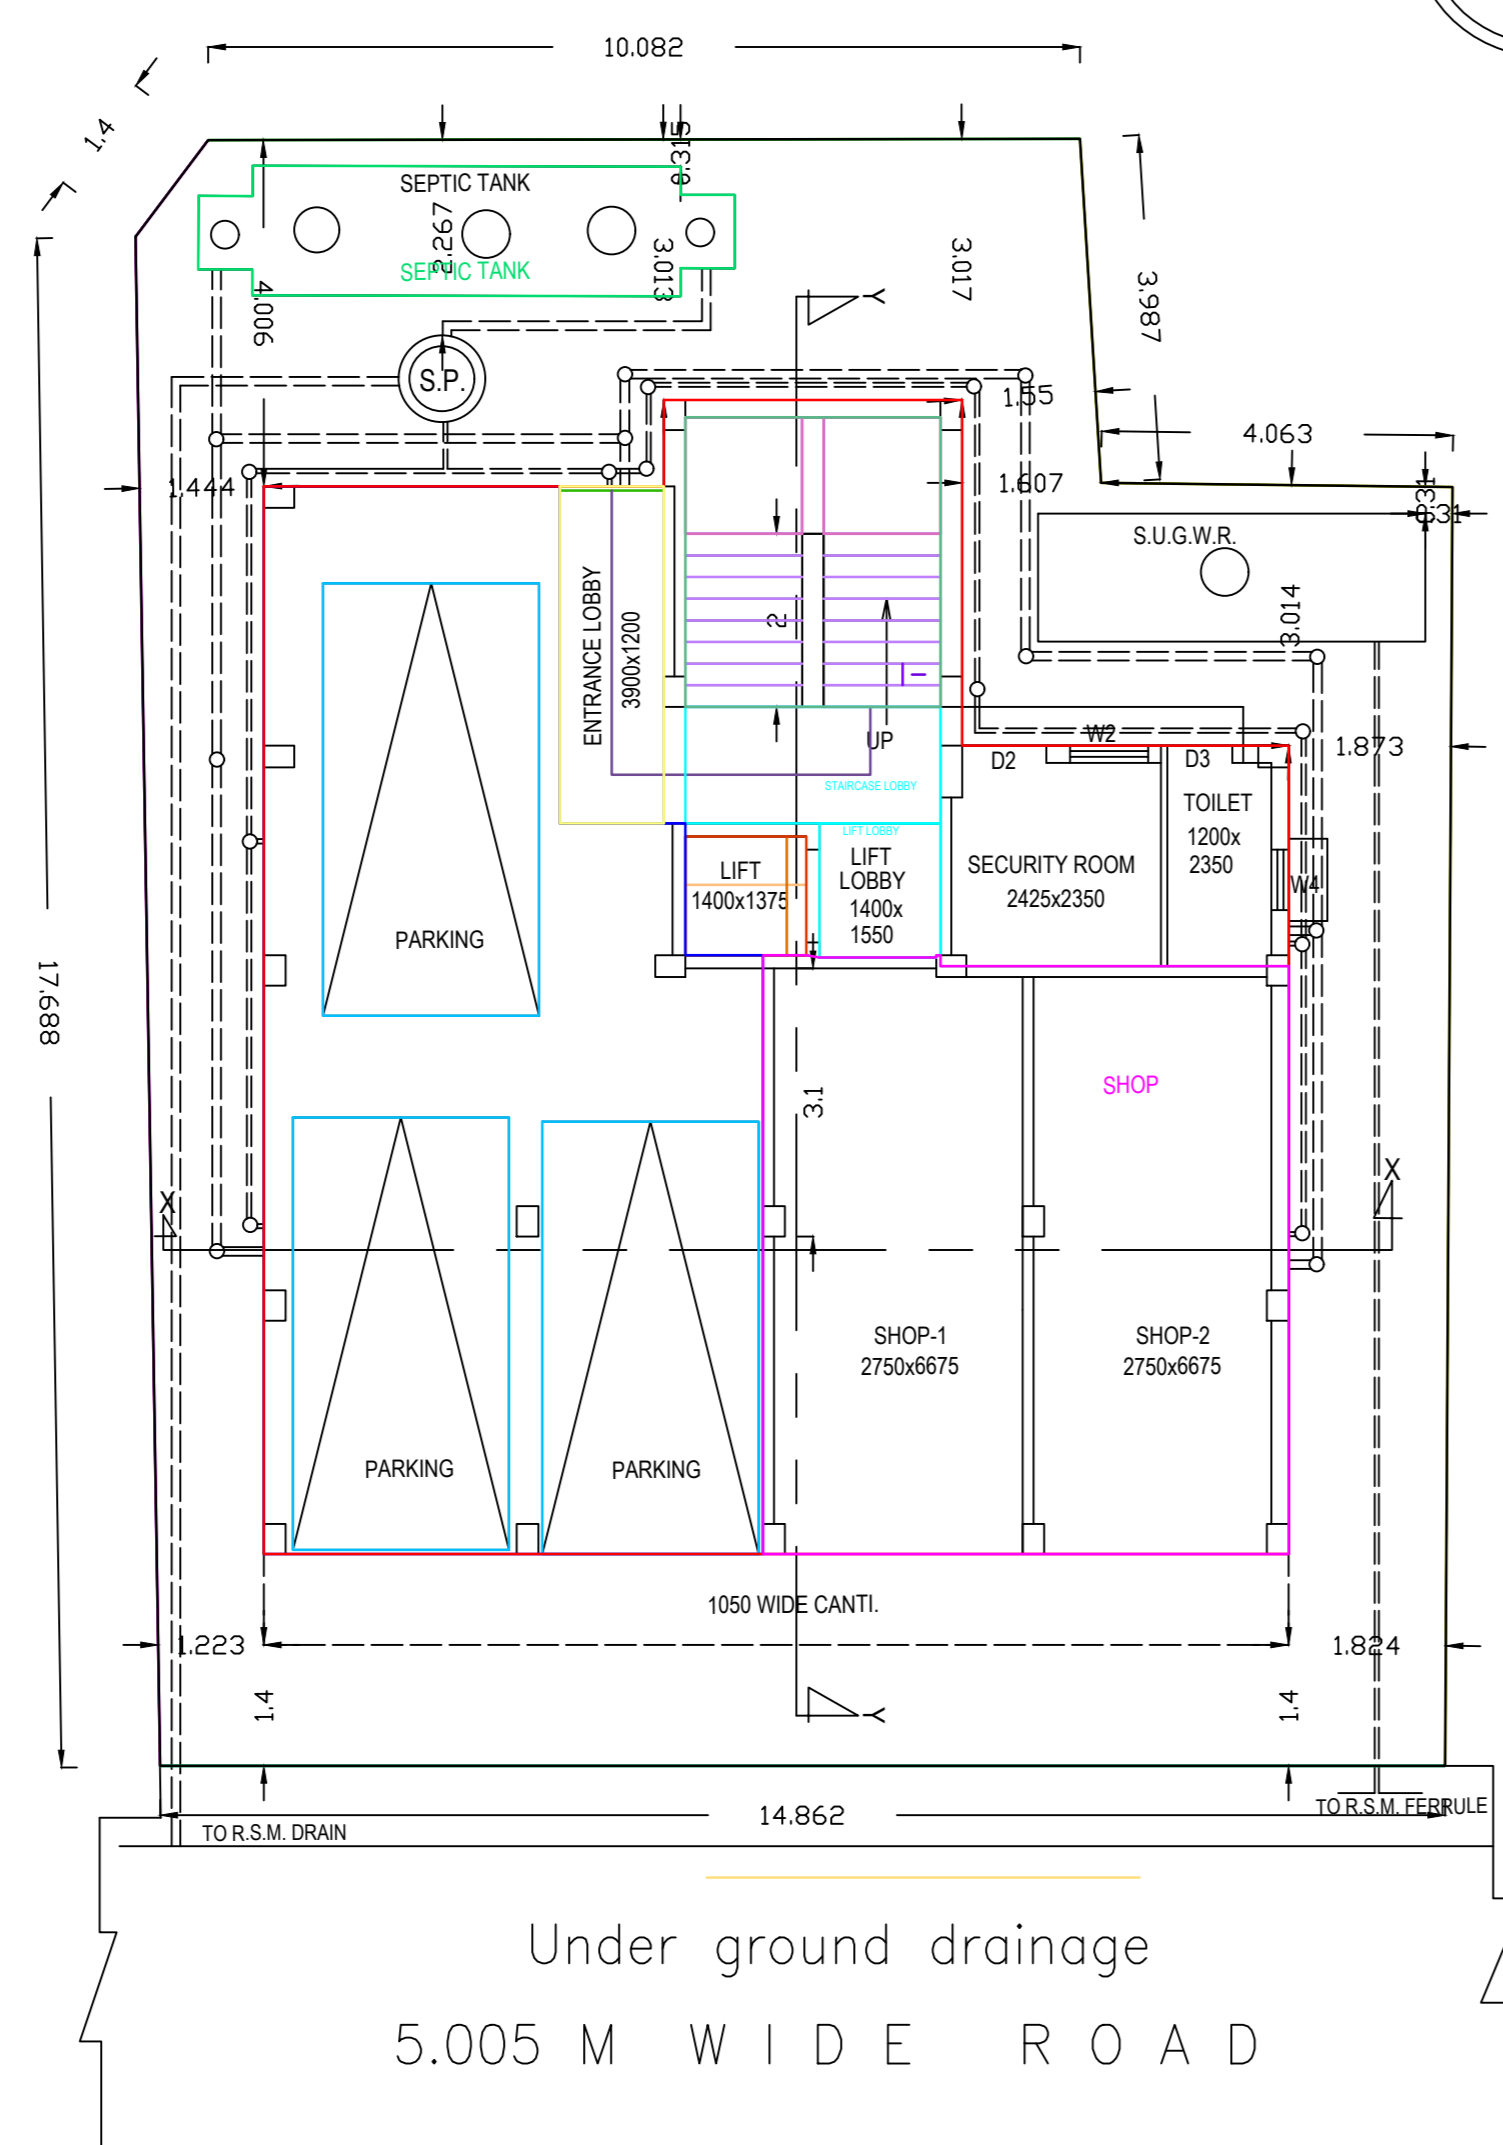 10.082
1.4
0.315
SEPTIC TANK
2.267
3.013
3.017
SEPTIC TANK
4.006
3.987
Y
S.P.
1.55
4.063
1.444
1.607
0.31
0.31
S.U.G.W.R.
ENTRANCE LOBBY
3900x1200
2
3.014
UP
W2
D2
D3
1.873
STAIRCASE LOBBY
TOILET
1200x
2350
LIFT LOBBY
LIFT
1400x1375
LIFT
LOBBY
1400x
1550
SECURITY ROOM
2425x2350
W4
PARKING
17.688
3.1
SHOP
X
X
SHOP-1
2750x6675
SHOP-2
2750x6675
PARKING
PARKING
1050 WIDE CANTI.
1.223
1.824
1.4
1.4
Y
14.862
TO R.S.M. DRAIN
TO R.S.M. FERRULE
Under ground drainage
5.005 M WIDE ROAD